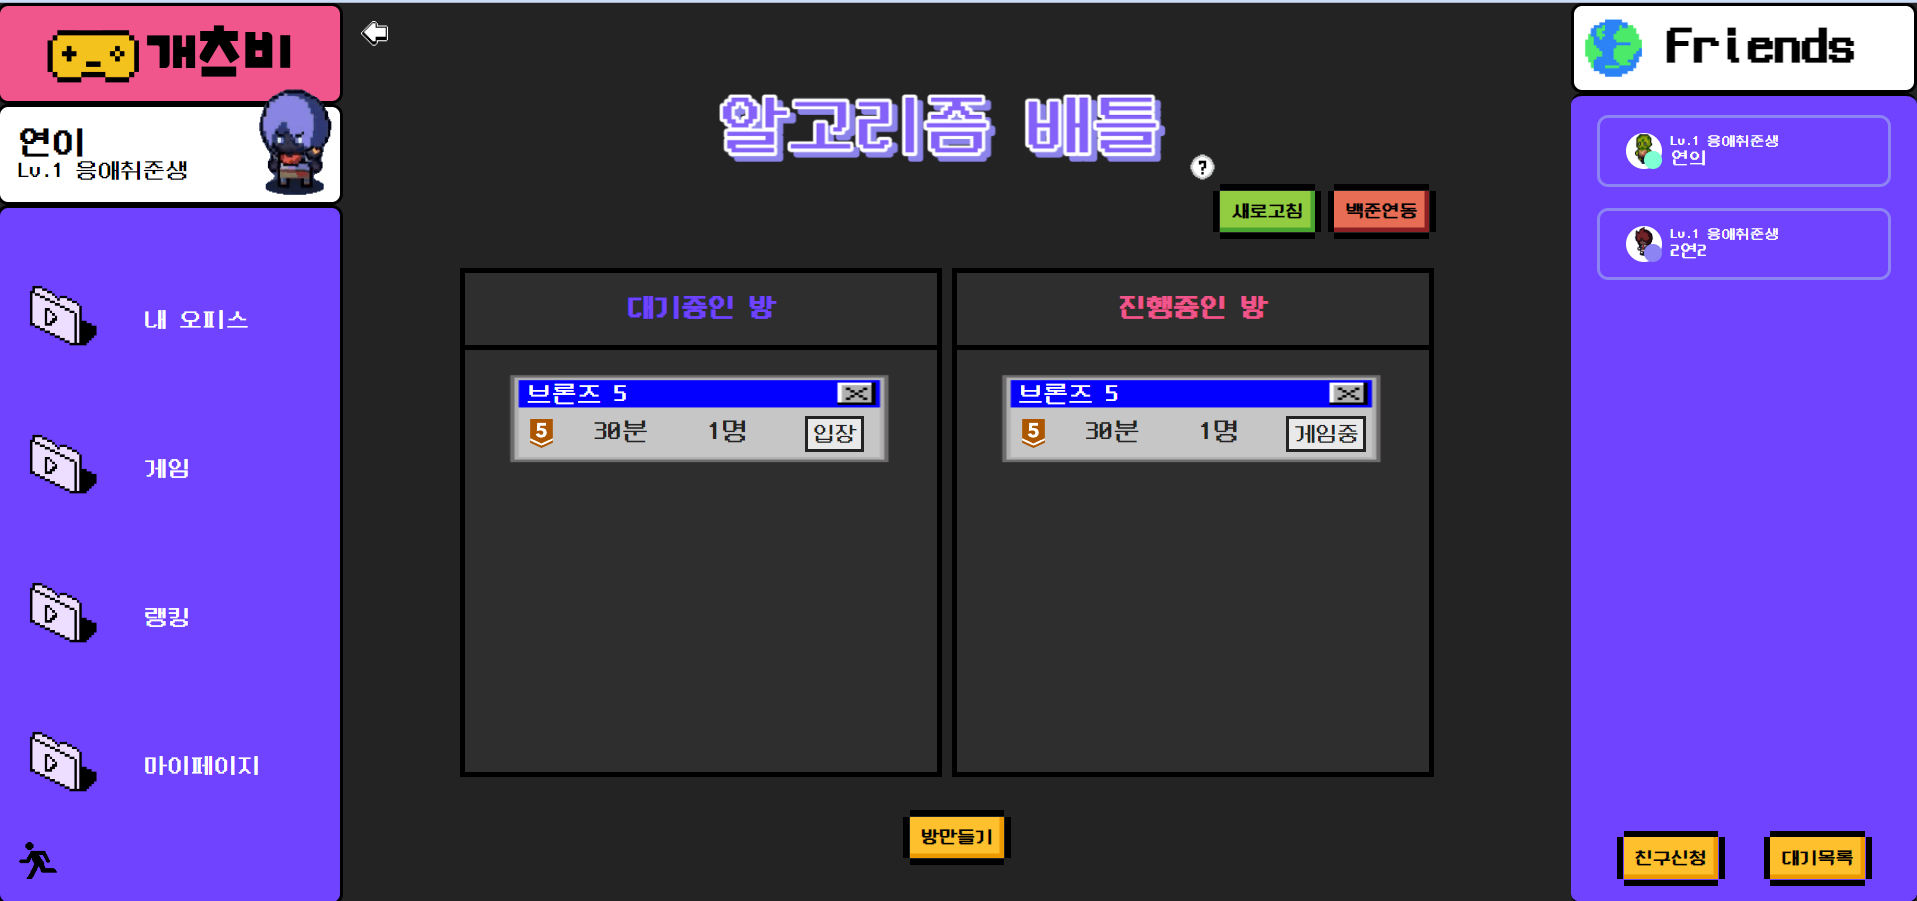 개츠비
연이
Lv.1 응애취준생
내 오피스
게임
랭킹
마이페이지
알고리즘 배틀
?
새로고침
백준연동
대기중인 방
브론즈 5
5
30분
1명
입장
진행중인 방
브론즈 5
5
30분
1명
게임중
방만들기
Friends
Lv.1 응애취준생
연의
Lv.1 응애취준생
2연2
친구신청
대기목록